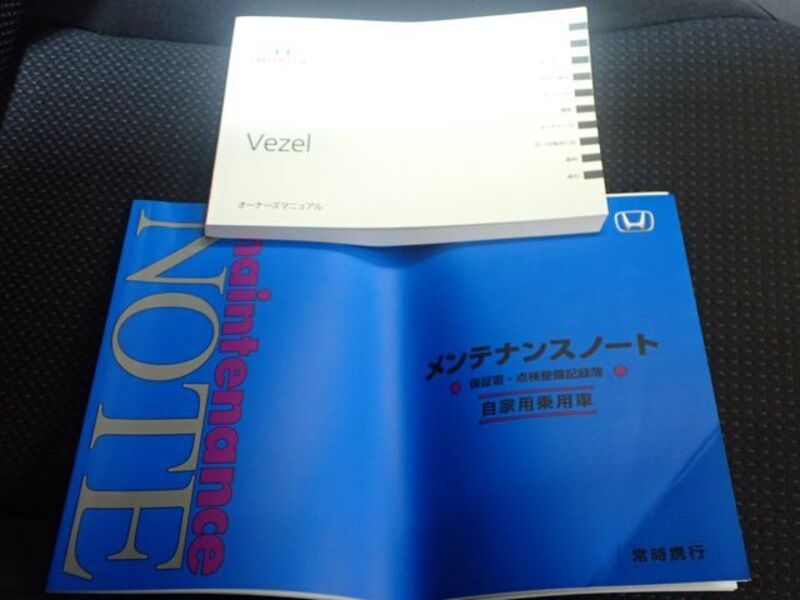 HONDA
Vezel
オーナーズマニュアル
maintenance
NOTE
メンテナンスノート
保証書・点検整備記録簿
自家用乗用車
常時携行